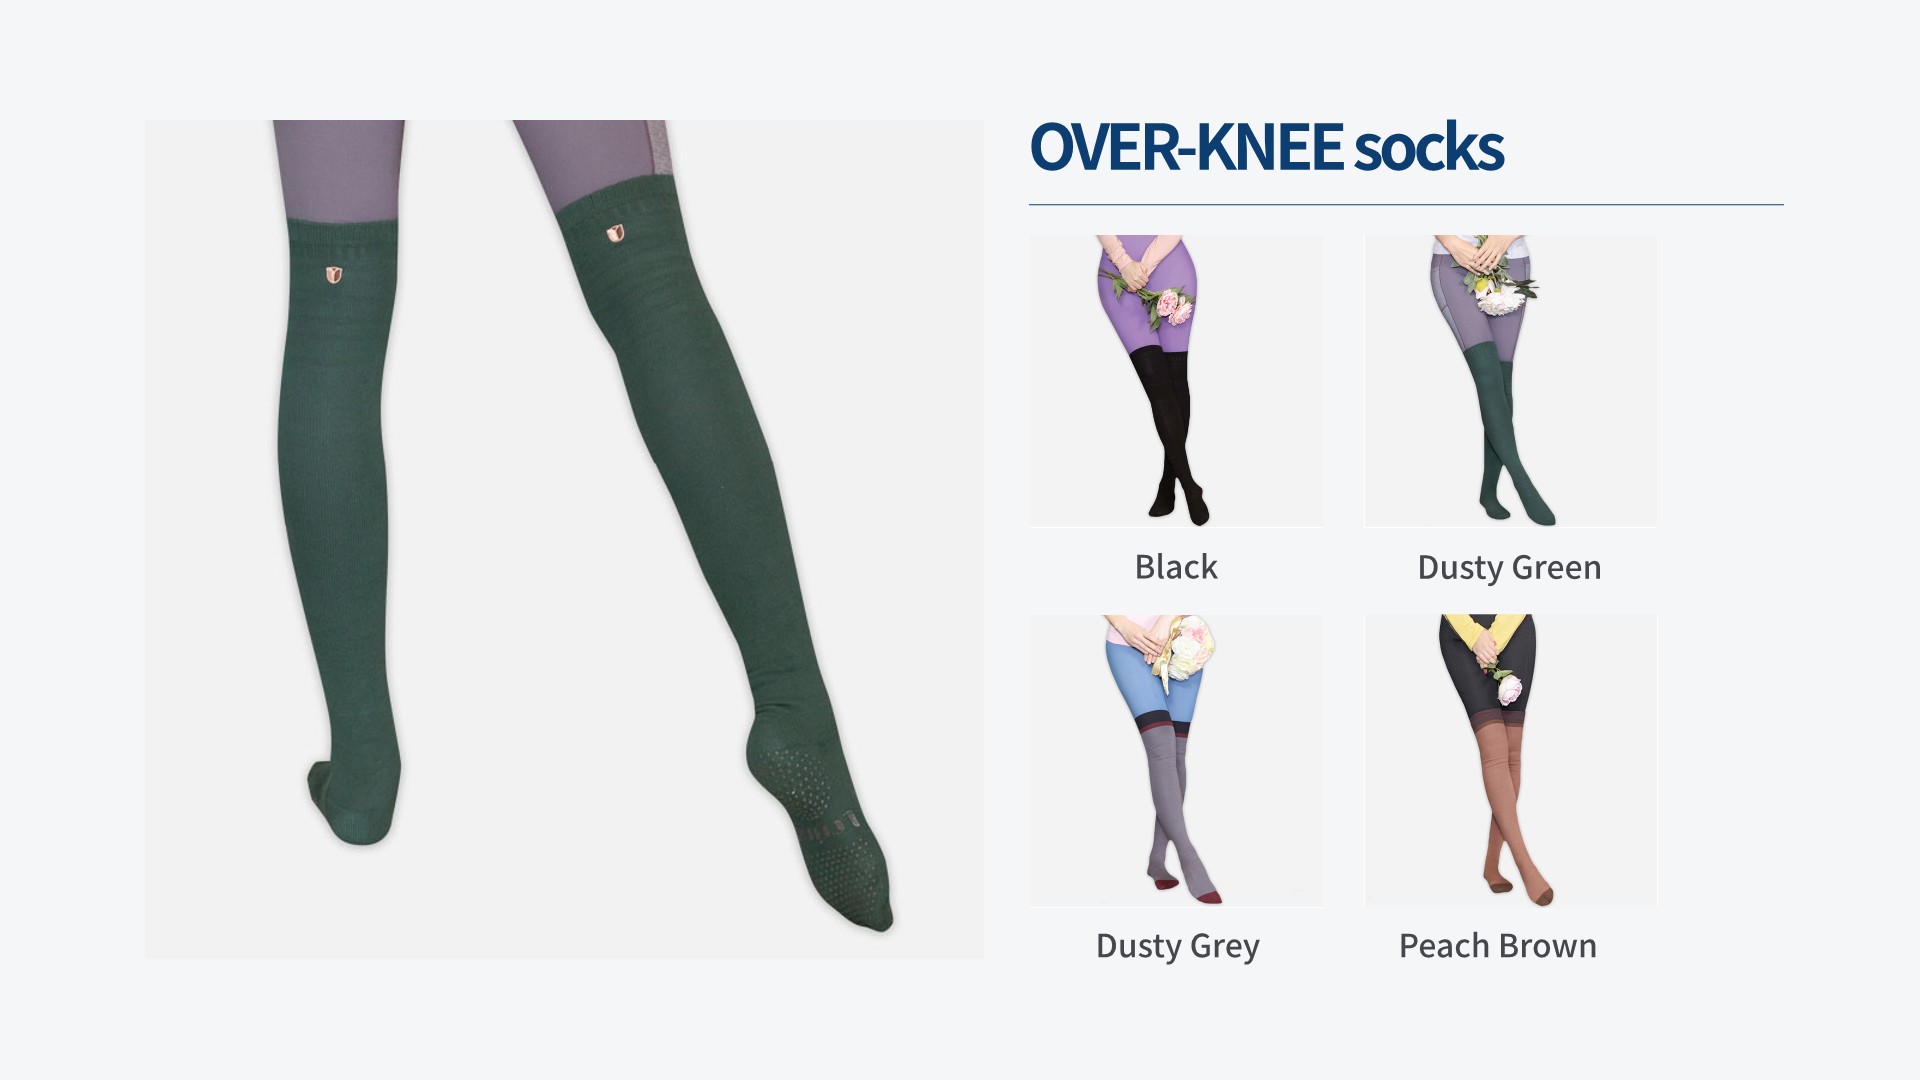 OVER-KNEE socks
Black
Dusty Green
Dusty Grey
Peach Brown